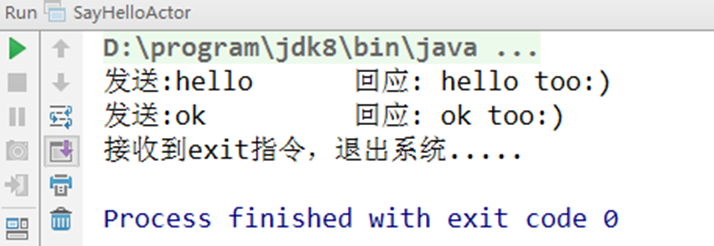 Run SayHelloActor
D:\program\jdk8\bin\java ...
发送:hello 回应: hello too:)
发送:ok 回应: ok too:)
接收到exit指令，退出系统.....
Process finished with exit code 0